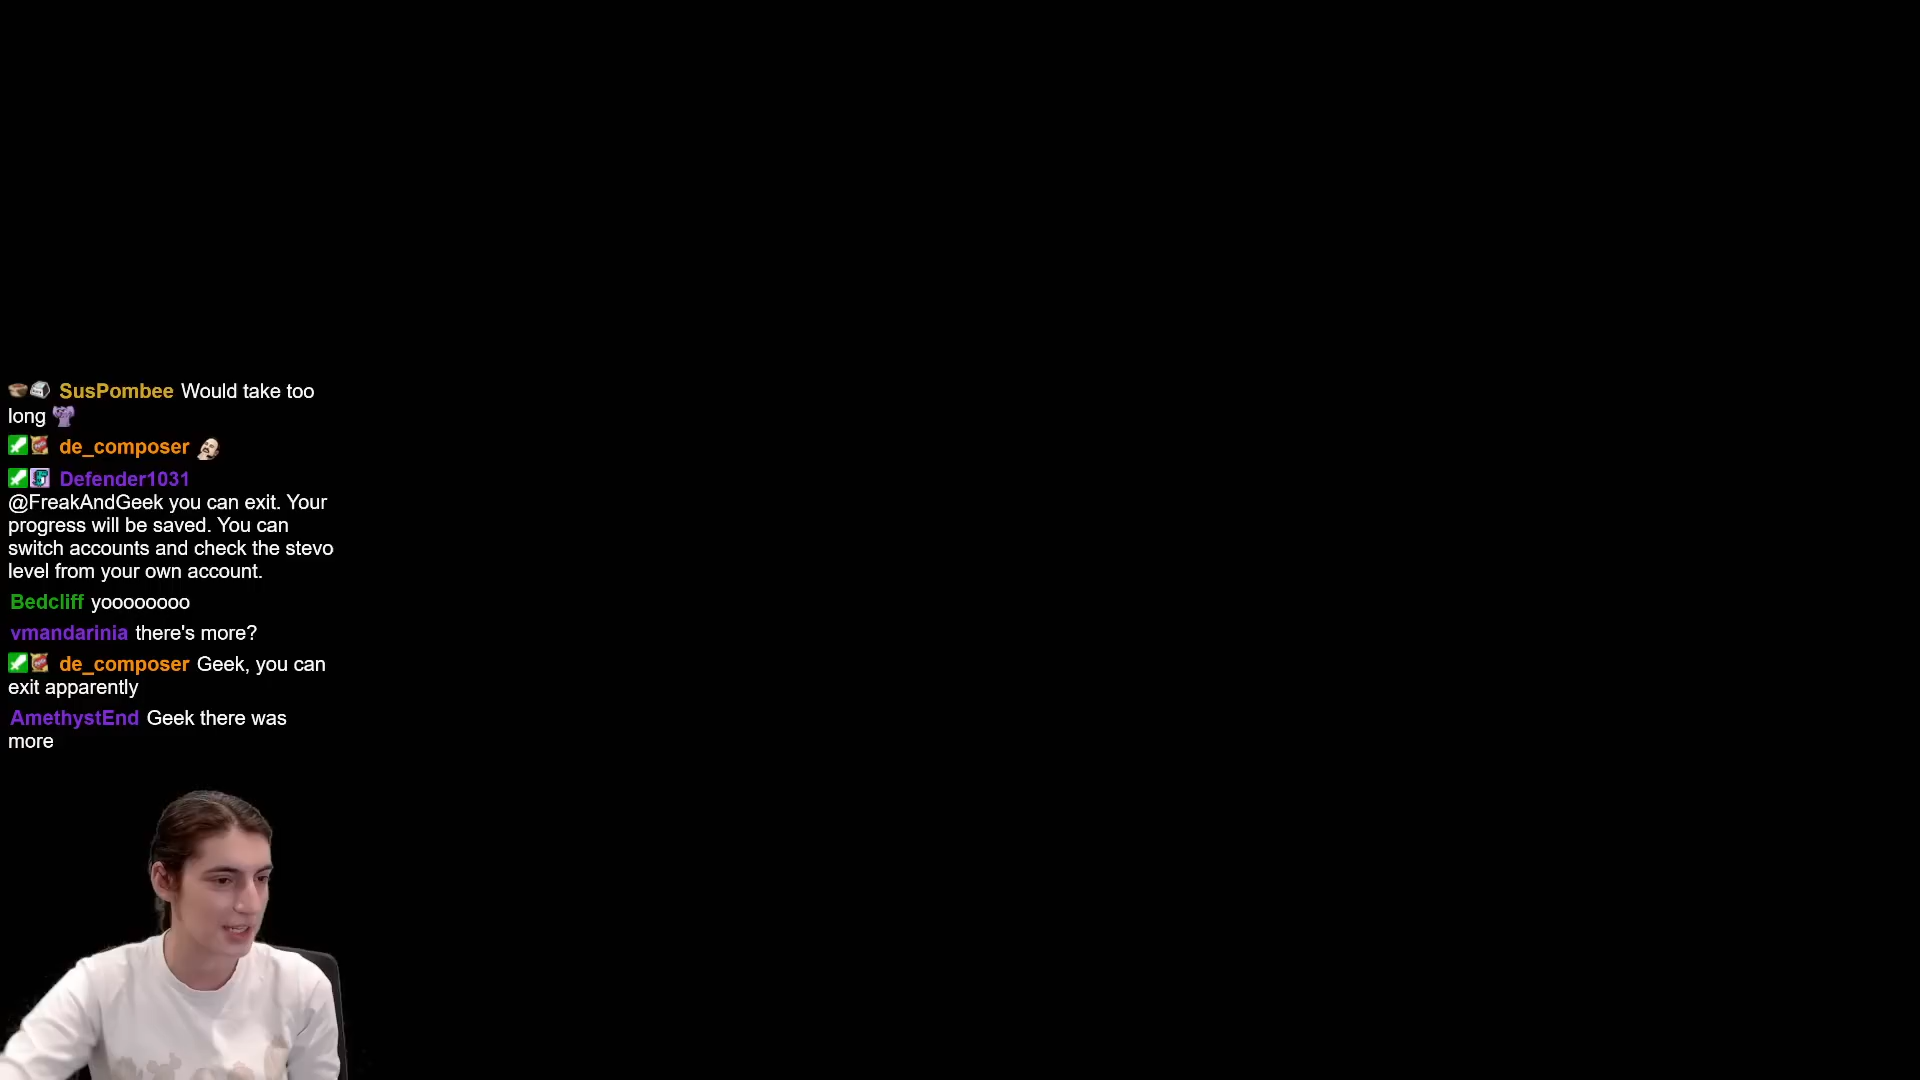 SusPombee Would take too
long
de_composer
Defender1031
@FreakAndGeek you can exit. Your
progress will be saved. You can
switch accounts and check the stevo
level from your own account.
Bedcliff yoooooooo
vmandarinia there's more?
de_composer Geek, you can
exit apparently
AmethystEnd Geek there was
more